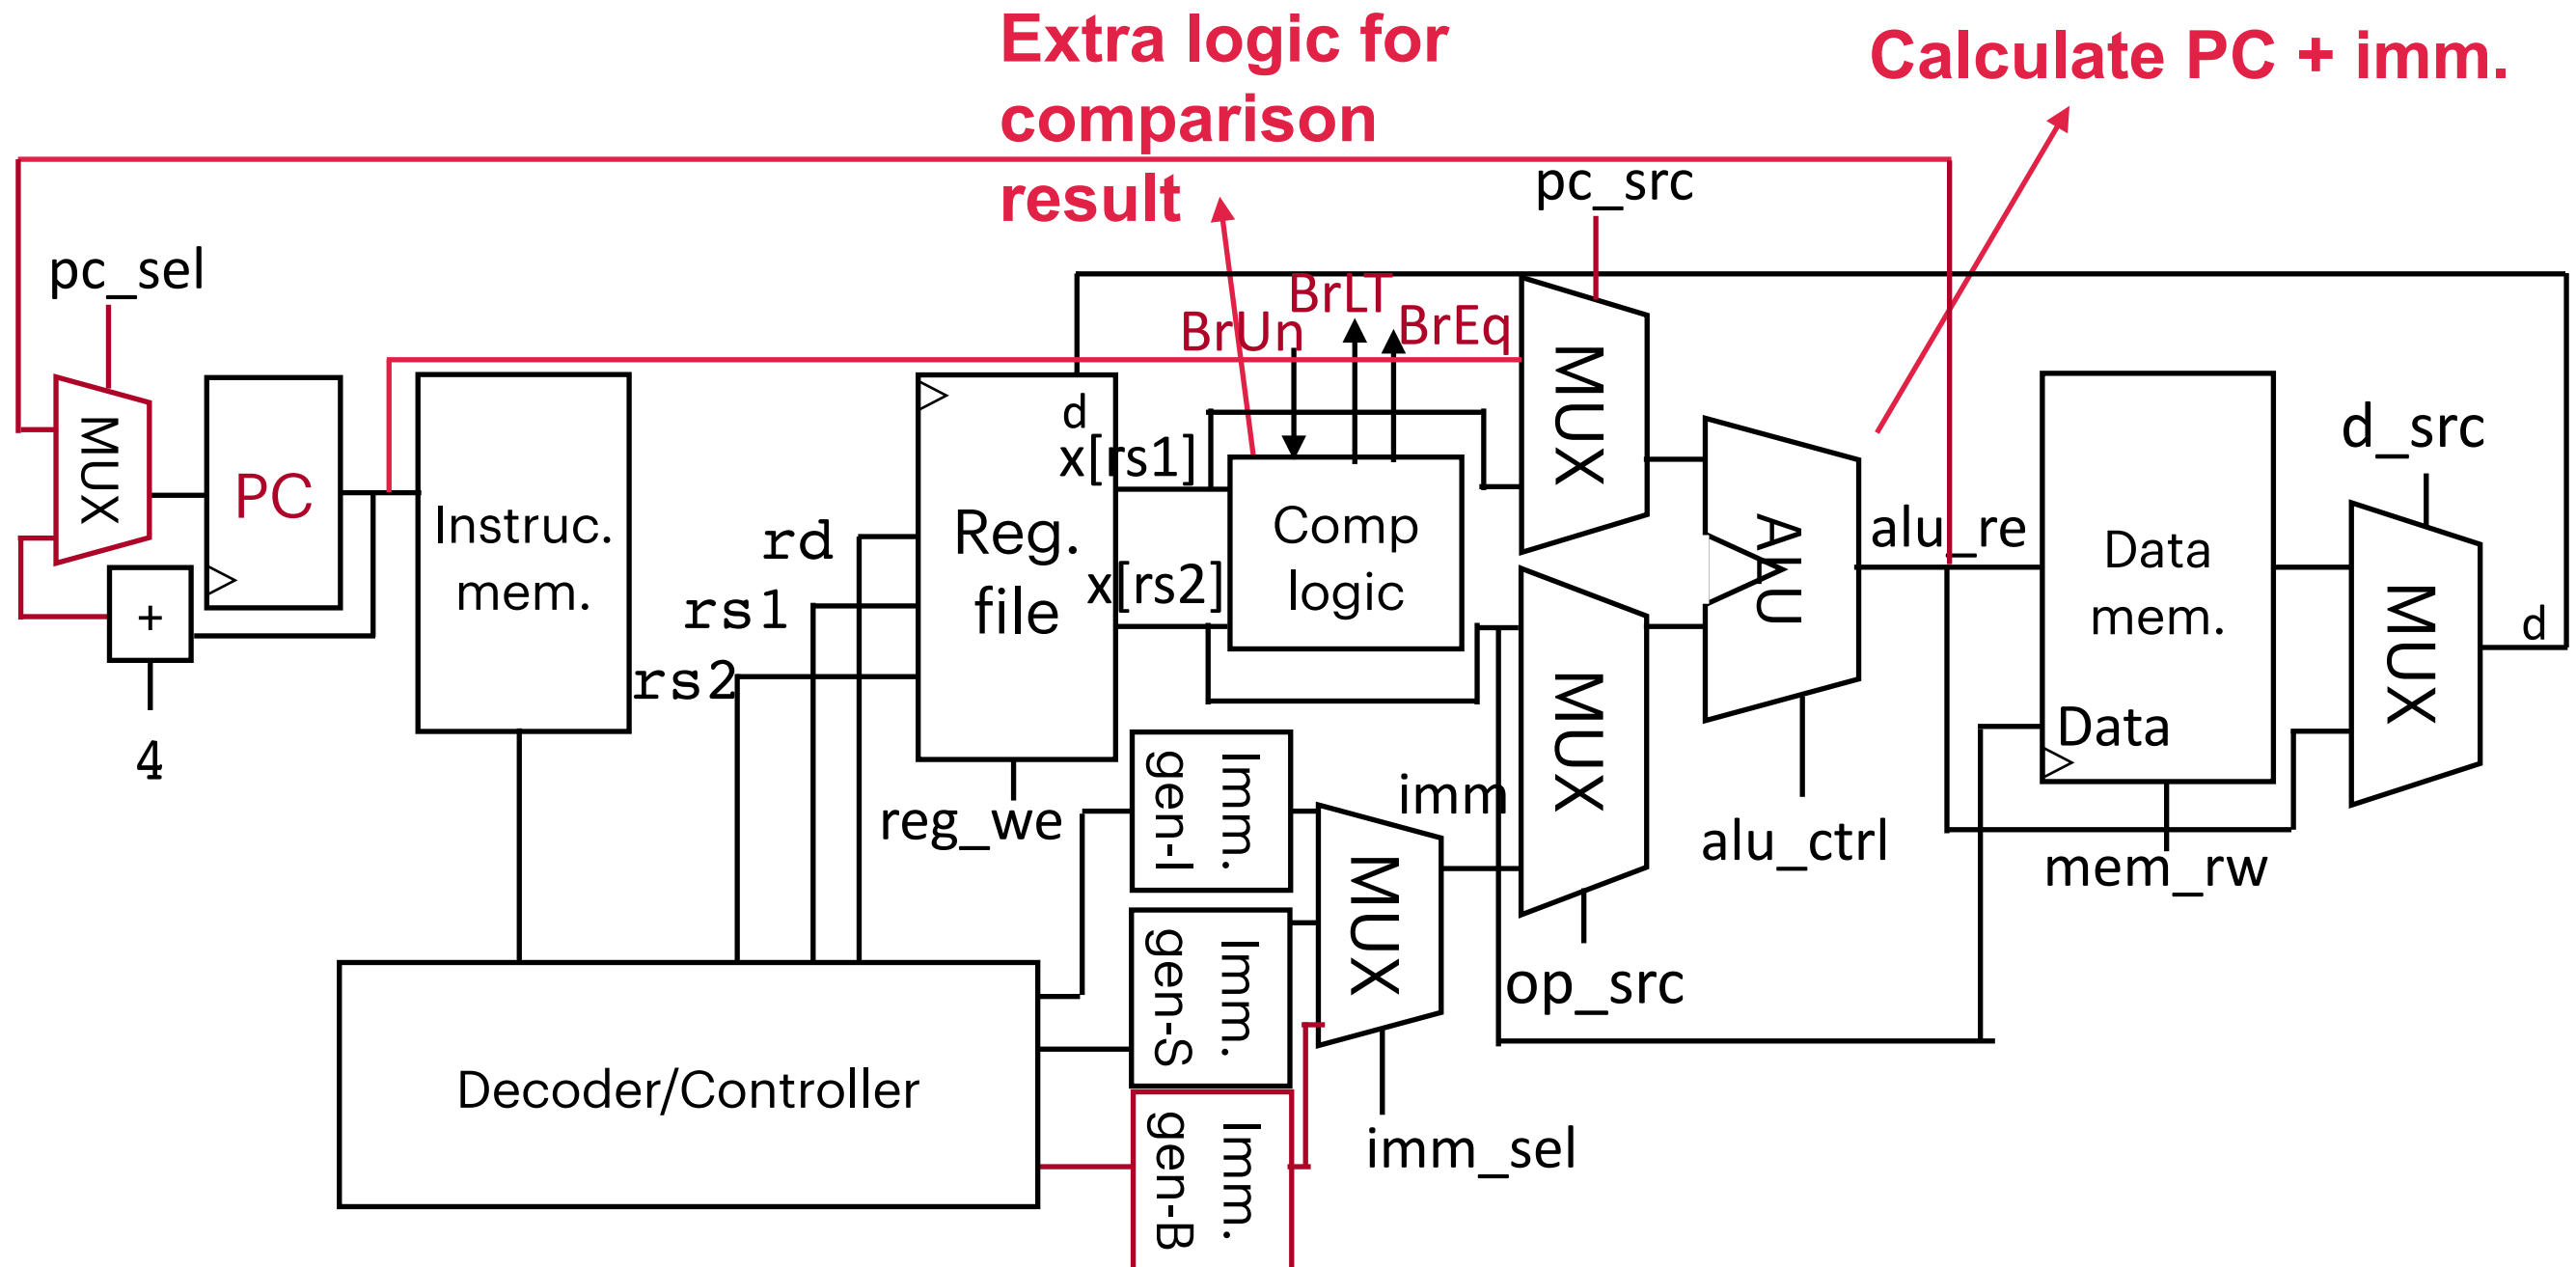 Extra logic for
comparison
result
Calculate PC + imm.
pc_src
pc_sel
BrLT
BrUn
BrEq
MUX
PC
+
4
Instruc.
mem.
rd
rs1
rs2
d
x[rs1]
Reg.
file
x[rs2]
reg_we
Comp
logic
MUX
MUX
ALU
alu_re
alu_ctrl
op_src
Data
mem.
Data
mem_rw
d_src
MUX
d
Imm.
gen-I
Imm.
gen-S
Imm.
gen-B
MUX
imm
imm_sel
Decoder/Controller